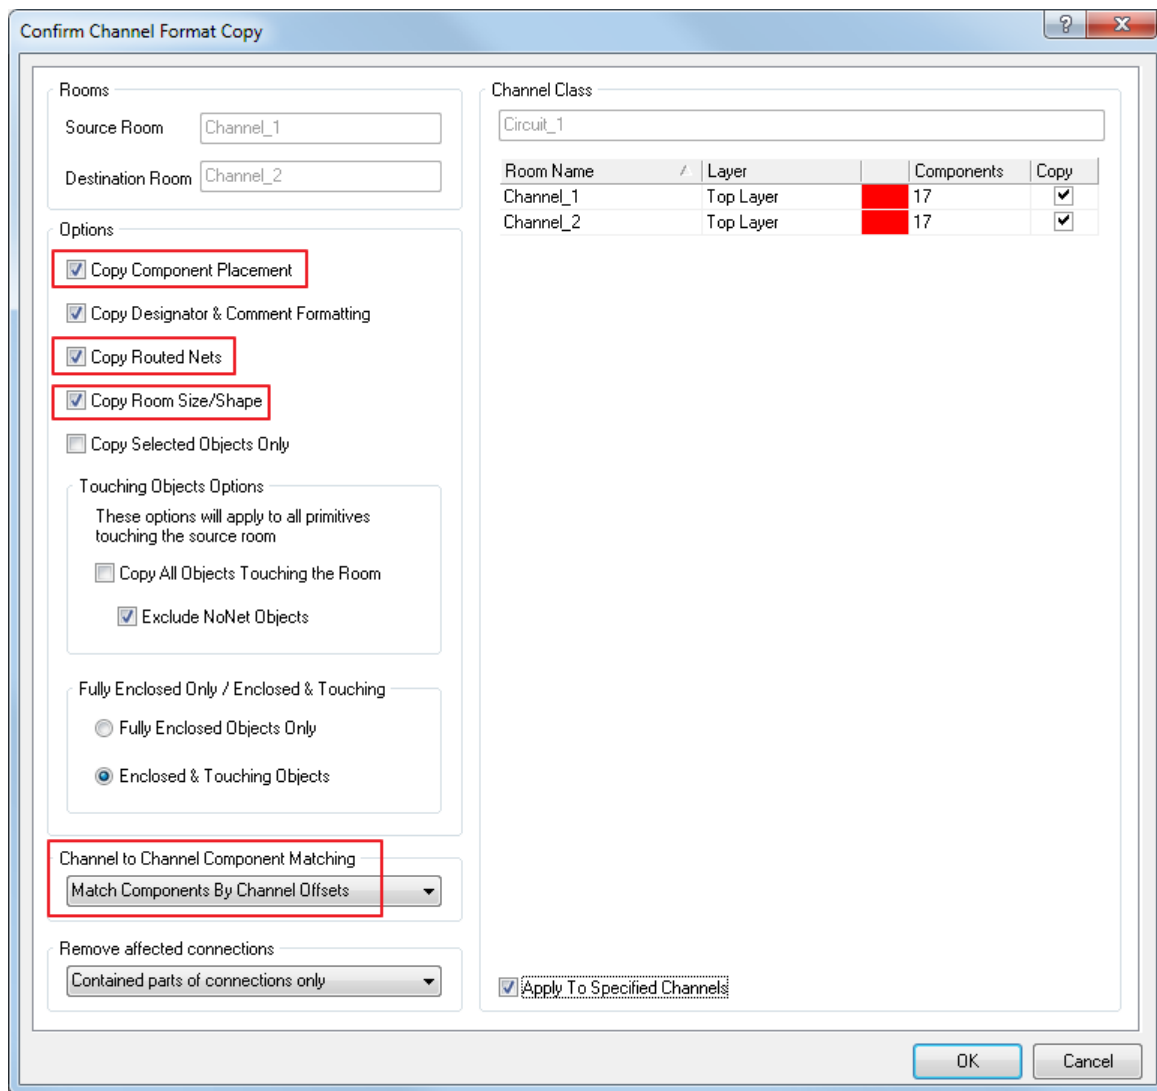 Confirm Channel Format Copy
Rooms
Source Room Channel_1
Destination Room Channel_2
Options
Copy Component Placement
Copy Designator & Comment Formatting
Copy Routed Nets
Copy Room Size/Shape
Copy Selected Objects Only
Touching Objects Options
These options will apply to all primitives
touching the source room
Copy All Objects Touching the Room
Exclude NoNet Objects
Fully Enclosed Only / Enclosed & Touching
Fully Enclosed Objects Only
Enclosed & Touching Objects
Channel to Channel Component Matching
Match Components By Channel Offsets
Remove affected connections
Contained parts of connections only
Channel Class
Circuit_1
Room Name Layer Components Copy
Channel_1 Top Layer 17
Channel_2 Top Layer 17
Apply To Specified Channels
OK Cancel